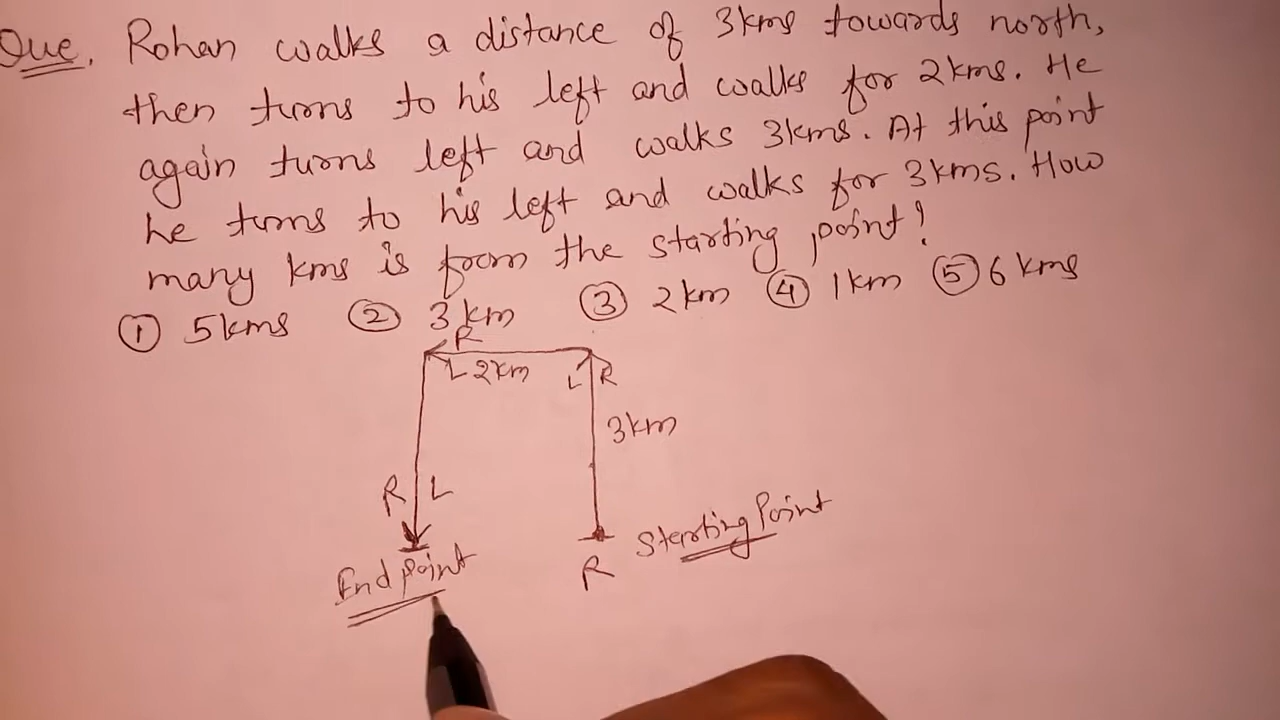 Que. Rohan walks a distance of 3kms towards north,
then turns to his left and walks for 2kms. He
again turns left and walks 3kms. At this point
he turns to his left and walks for 3kms. How
many kms is from the starting point?
① 5kms ② 3km ③ 2km ④ 1km ⑤ 6kms
R
L 2km L R
3km
R L
Starting Point
End point R